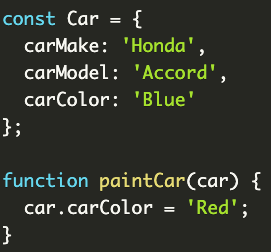 const Car = {
  carMake: 'Honda',
  carModel: 'Accord',
  carColor: 'Blue'
};

function paintCar(car) {
  car.carColor = 'Red';
}